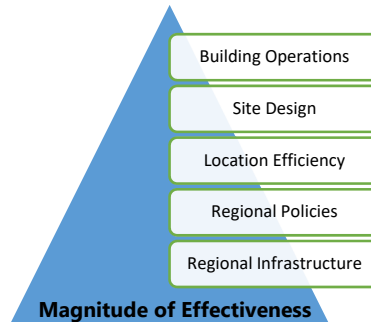 Building Operations
Site Design
Location Efficiency
Regional Policies
Regional Infrastructure
Magnitude of Effectiveness